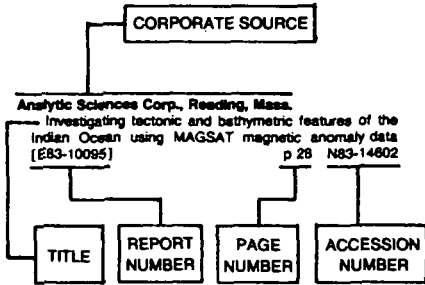 CORPORATE SOURCE
Analytic Sciences Corp., Reading, Mass.
Investigating tectonic and bathymetric features of the
Indian Ocean using MAGSAT magnetic anomaly data
[E83-10095] p 28 N83-14602
TITLE
REPORT NUMBER
PAGE NUMBER
ACCESSION NUMBER